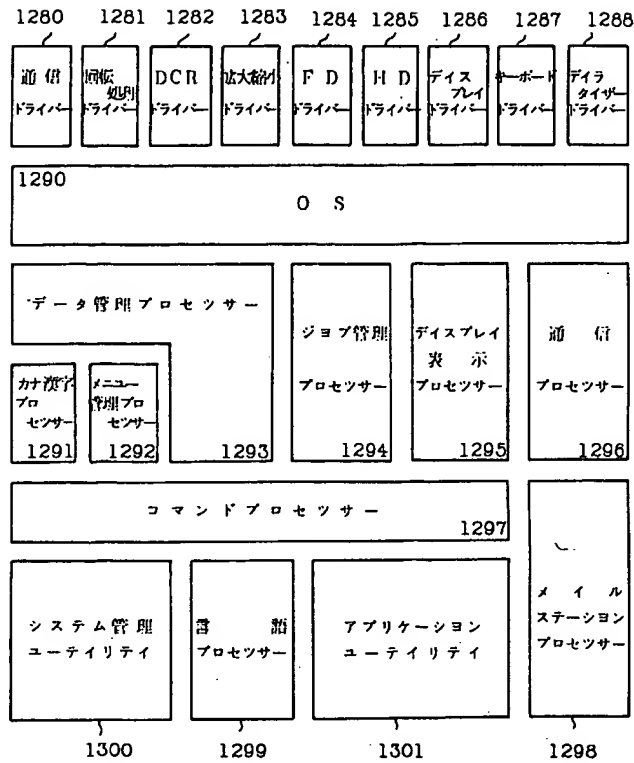 1280 1281 1282 1283 1284 1285 1286 1287 1288
通信
ドライバー
回転
処理
ドライバー
DCR
ドライバー
拡大縮小
ドライバー
FD
ドライバー
HD
ドライバー
ディス
プレイ
ドライバー
キーボード
ドライバー
ディジ
タイザー
ドライバー
1290
OS
データ管理プロセッサー
1293
カナ漢字
プロ
セッサー
1291
メニュー
管理プロ
セッサー
1292
ジョブ管理
プロセッサー
1294
ディスプレイ
表示
プロセッサー
1295
通信
プロセッサー
1296
コマンドプロセッサー
1297
システム管理
ユーティリティ
言語
プロセッサー
アプリケーション
ユーティリティ
メイル
ステーション
プロセッサー
1300 1299 1301 1298